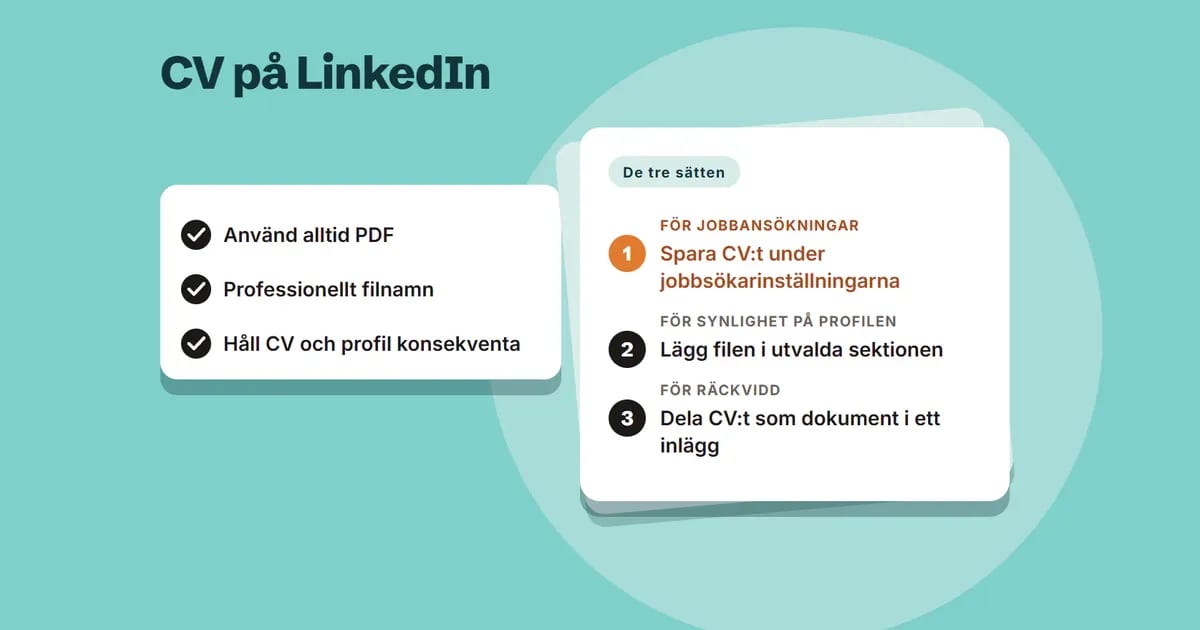 CV på LinkedIn
Använd alltid PDF
Professionellt filnamn
Håll CV och profil konsekventa
De tre sätten
FÖR JOBBANSÖKNINGAR
1
Spara CV:t under
jobbsökarinställningarna
FÖR SYNLIGHET PÅ PROFILEN
2
Lägg filen i utvalda sektionen
FÖR RÄCKVIDD
3
Dela CV:t som dokument i ett
inlägg